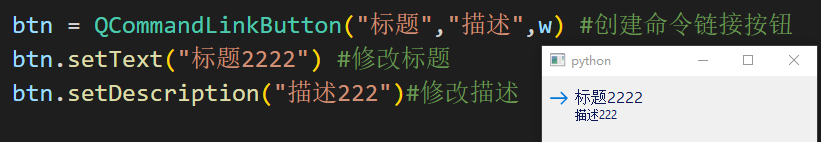 btn = QCommandLinkButton("标题","描述",w) #创建命令链接按钮
btn.setText("标题2222") #修改标题
btn.setDescription("描述222")#修改描述
python
标题2222
描述222